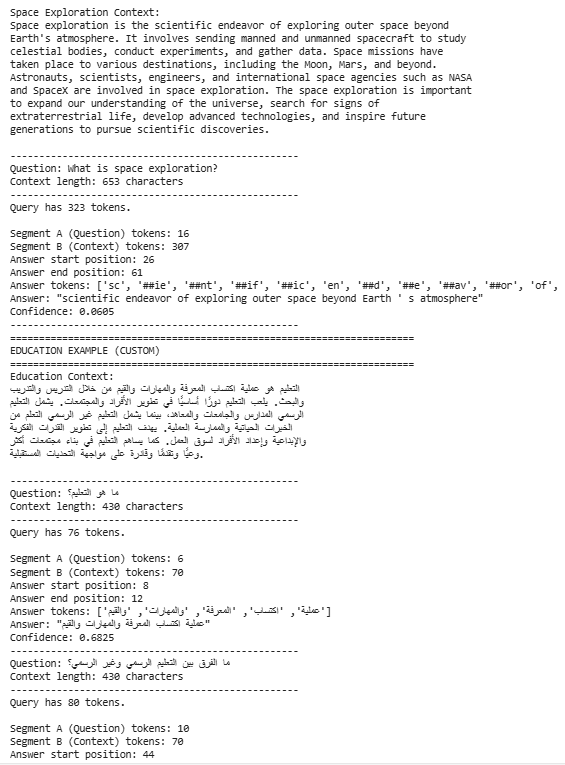 Space Exploration Context:
Space exploration is the scientific endeavor of exploring outer space beyond
Earth's atmosphere. It involves sending manned and unmanned spacecraft to study
celestial bodies, conduct experiments, and gather data. Space missions have
taken place to various destinations, including the Moon, Mars, and beyond.
Astronauts, scientists, engineers, and international space agencies such as NASA
and SpaceX are involved in space exploration. The space exploration is important
to expand our understanding of the universe, search for signs of
extraterrestrial life, develop advanced technologies, and inspire future
generations to pursue scientific discoveries.
--------------------------------------------------
Question: What is space exploration?
Context length: 653 characters
--------------------------------------------------
Query has 323 tokens.
Segment A (Question) tokens: 16
Segment B (Context) tokens: 307
Answer start position: 26
Answer end position: 61
Answer tokens: ['sc', '##ie', '##nt', '##if', '##ic', 'en', '##d', '##e', '##av', '##or', 'of',
Answer: "scientific endeavor of exploring outer space beyond Earth ' s atmosphere"
Confidence: 0.0605
--------------------------------------------------
======================================================================
EDUCATION EXAMPLE (CUSTOM)
======================================================================
Education Context:
التعليم هو عملية اكتساب المعرفة والمهارات والقيم من خلال التدريس والتدريب
والبحث. يلعب التعليم دورًا أساسيًا في تطوير الأفراد والمجتمعات. يشمل التعليم
الرسمي المدارس والجامعات والمعاهد، بينما يشمل التعليم غير الرسمي التعلم من
الخبرات الحياتية والممارسة العملية. يهدف التعليم إلى تطوير القدرات الفكرية
والإبداعية وإعداد الأفراد لسوق العمل. كما يساهم التعليم في بناء مجتمعات أكثر
وعيًا وتقدمًا وقادرة على مواجهة التحديات المستقبلية.
--------------------------------------------------
Question: ما هو التعليم؟
Context length: 430 characters
--------------------------------------------------
Query has 76 tokens.
Segment A (Question) tokens: 6
Segment B (Context) tokens: 70
Answer start position: 8
Answer end position: 12
Answer tokens: ['عملية', 'اكتساب', 'المعرفة', 'والمهارات', 'والقيم']
Answer: "عملية اكتساب المعرفة والمهارات والقيم"
Confidence: 0.6825
--------------------------------------------------
Question: ما الفرق بين التعليم الرسمي وغير الرسمي؟
Context length: 430 characters
--------------------------------------------------
Query has 80 tokens.
Segment A (Question) tokens: 10
Segment B (Context) tokens: 70
Answer start position: 44